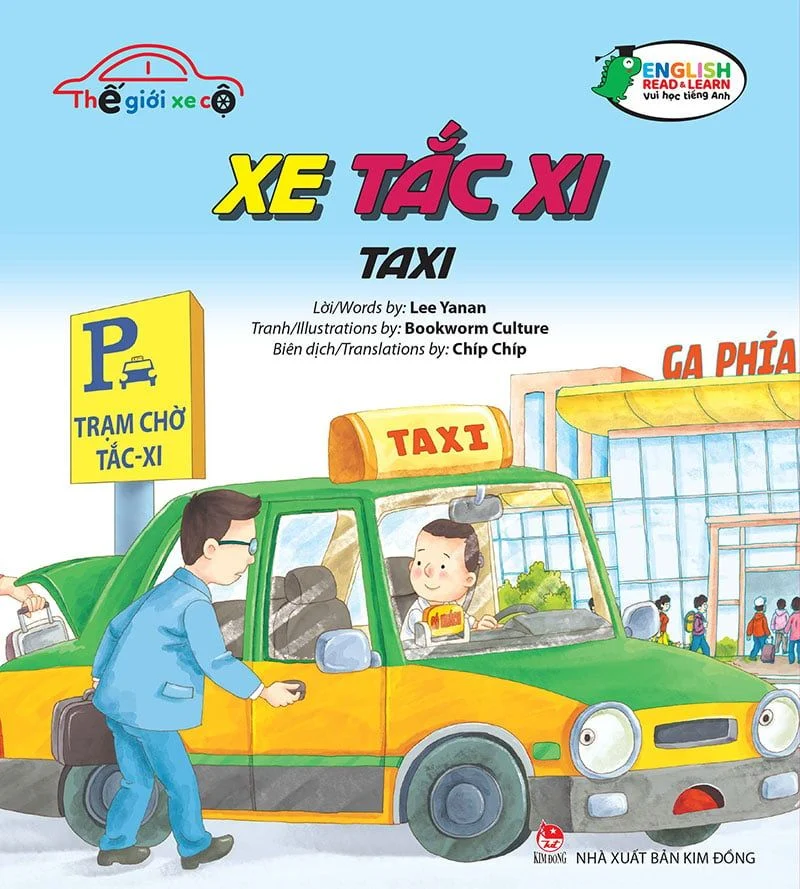 Thế giới xe cộ
ENGLISH
READ & LEARN
Vui học tiếng Anh
XE TẮC XI
TAXI
Lời/Words by: Lee Yanan
Tranh/Illustrations by: Bookworm Culture
Biên dịch/Translations by: Chíp Chíp
P
TRẠM CHỜ
TẮC-XI
GA PHÍA
TAXI
KIM ĐỒNG
NHÀ XUẤT BẢN KIM ĐỒNG